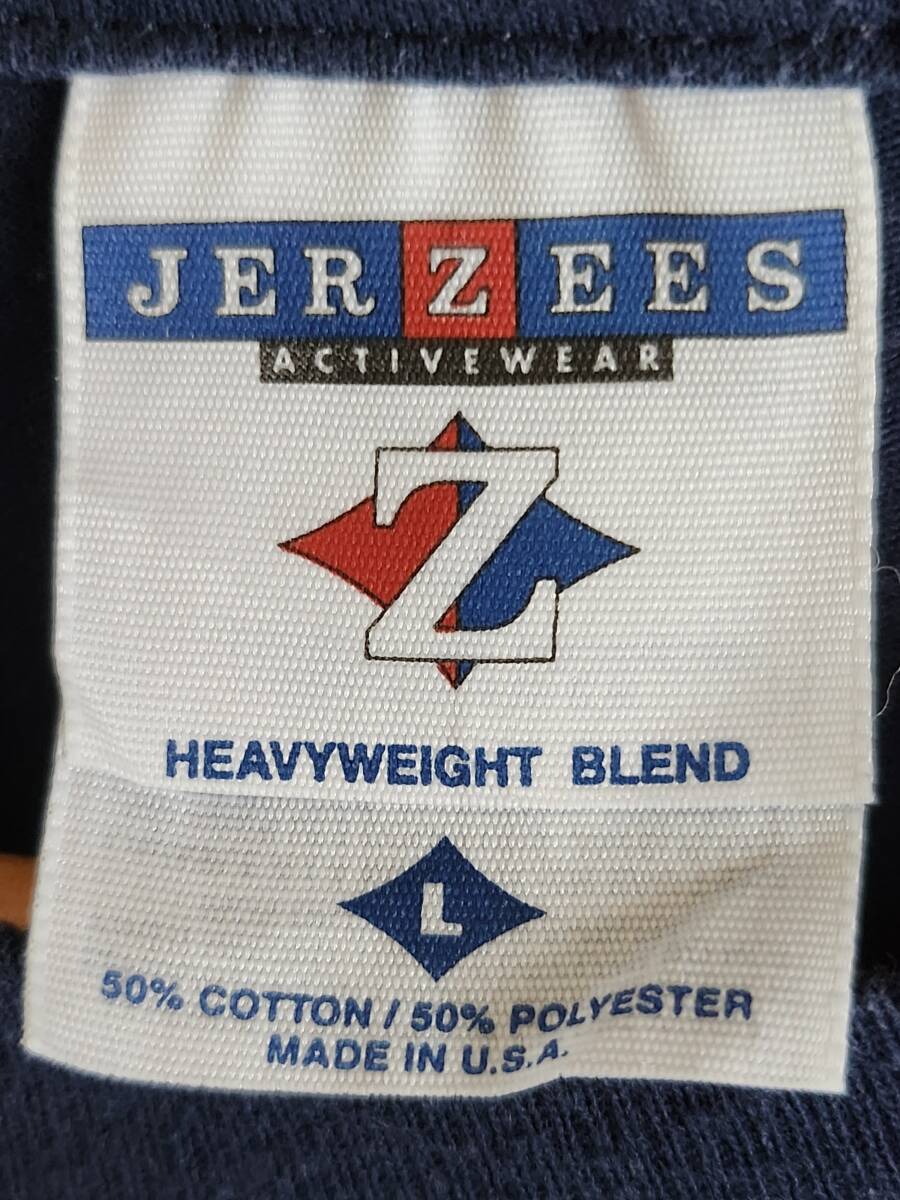 JERZEES
ACTIVEWEAR
Z
HEAVYWEIGHT BLEND
L
50% COTTON / 50% POLYESTER
MADE IN U.S.A.